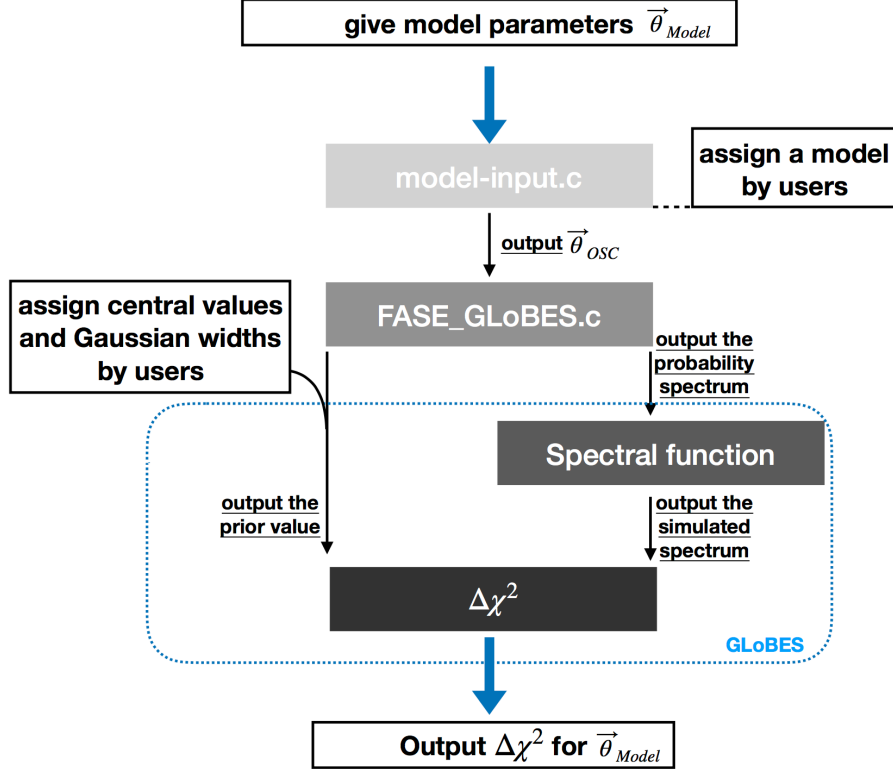 give model parameters θ⃗ Model
model-input.c
assign a model
by users
output θ⃗ OSC
assign central values
and Gaussian widths
by users
FASE_GLoBES.c
output the
probability
spectrum
Spectral function
output the
prior value
output the
simulated
spectrum
Δχ²
GLoBES
Output Δχ² for θ⃗ Model